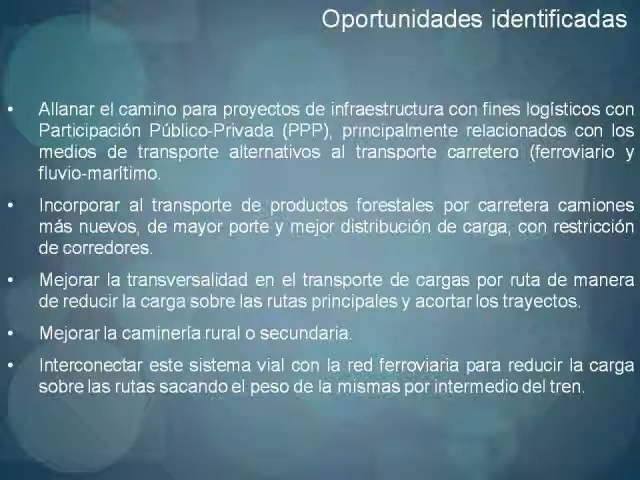 Oportunidades identificadas
• Allanar el camino para proyectos de infraestructura con fines logísticos con
Participación Público-Privada (PPP), principalmente relacionados con los
medios de transporte alternativos al transporte carretero (ferroviario y
fluvio-marítimo.
• Incorporar al transporte de productos forestales por carretera camiones
más nuevos, de mayor porte y mejor distribución de carga, con restricción
de corredores.
• Mejorar la transversalidad en el transporte de cargas por ruta de manera
de reducir la carga sobre las rutas principales y acortar los trayectos.
• Mejorar la caminería rural o secundaria.
• Interconectar este sistema vial con la red ferroviaria para reducir la carga
sobre las rutas sacando el peso de la mismas por intermedio del tren.